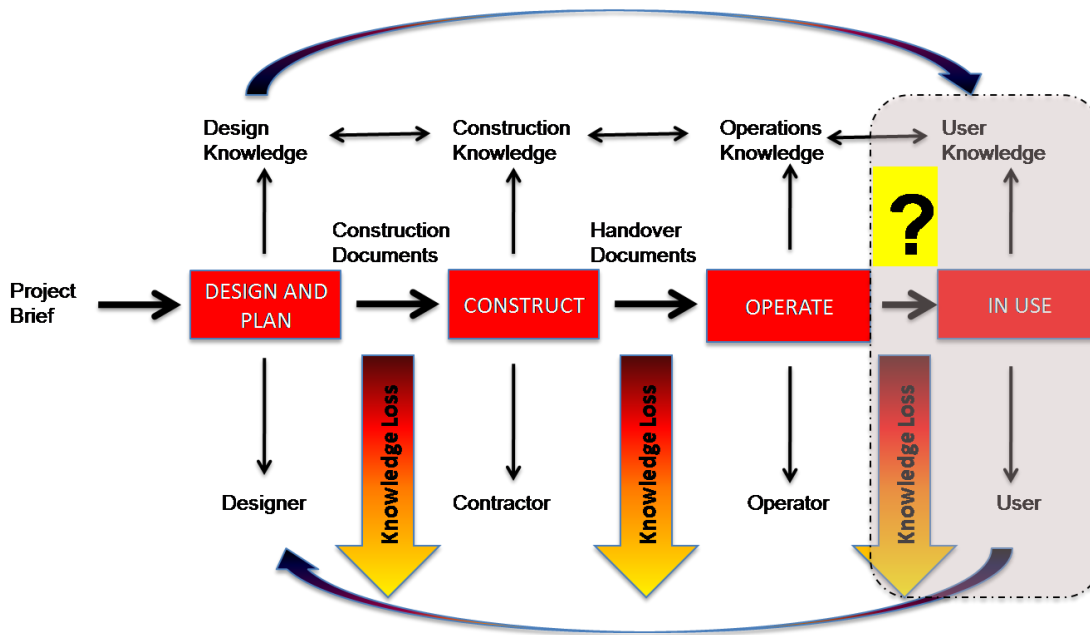 Design
Knowledge
Construction
Knowledge
Operations
Knowledge
User
Knowledge
Construction
Documents
Handover
Documents
?
Project
Brief
DESIGN AND
PLAN
CONSTRUCT
OPERATE
IN USE
Knowledge Loss
Knowledge Loss
Knowledge Loss
Designer
Contractor
Operator
User